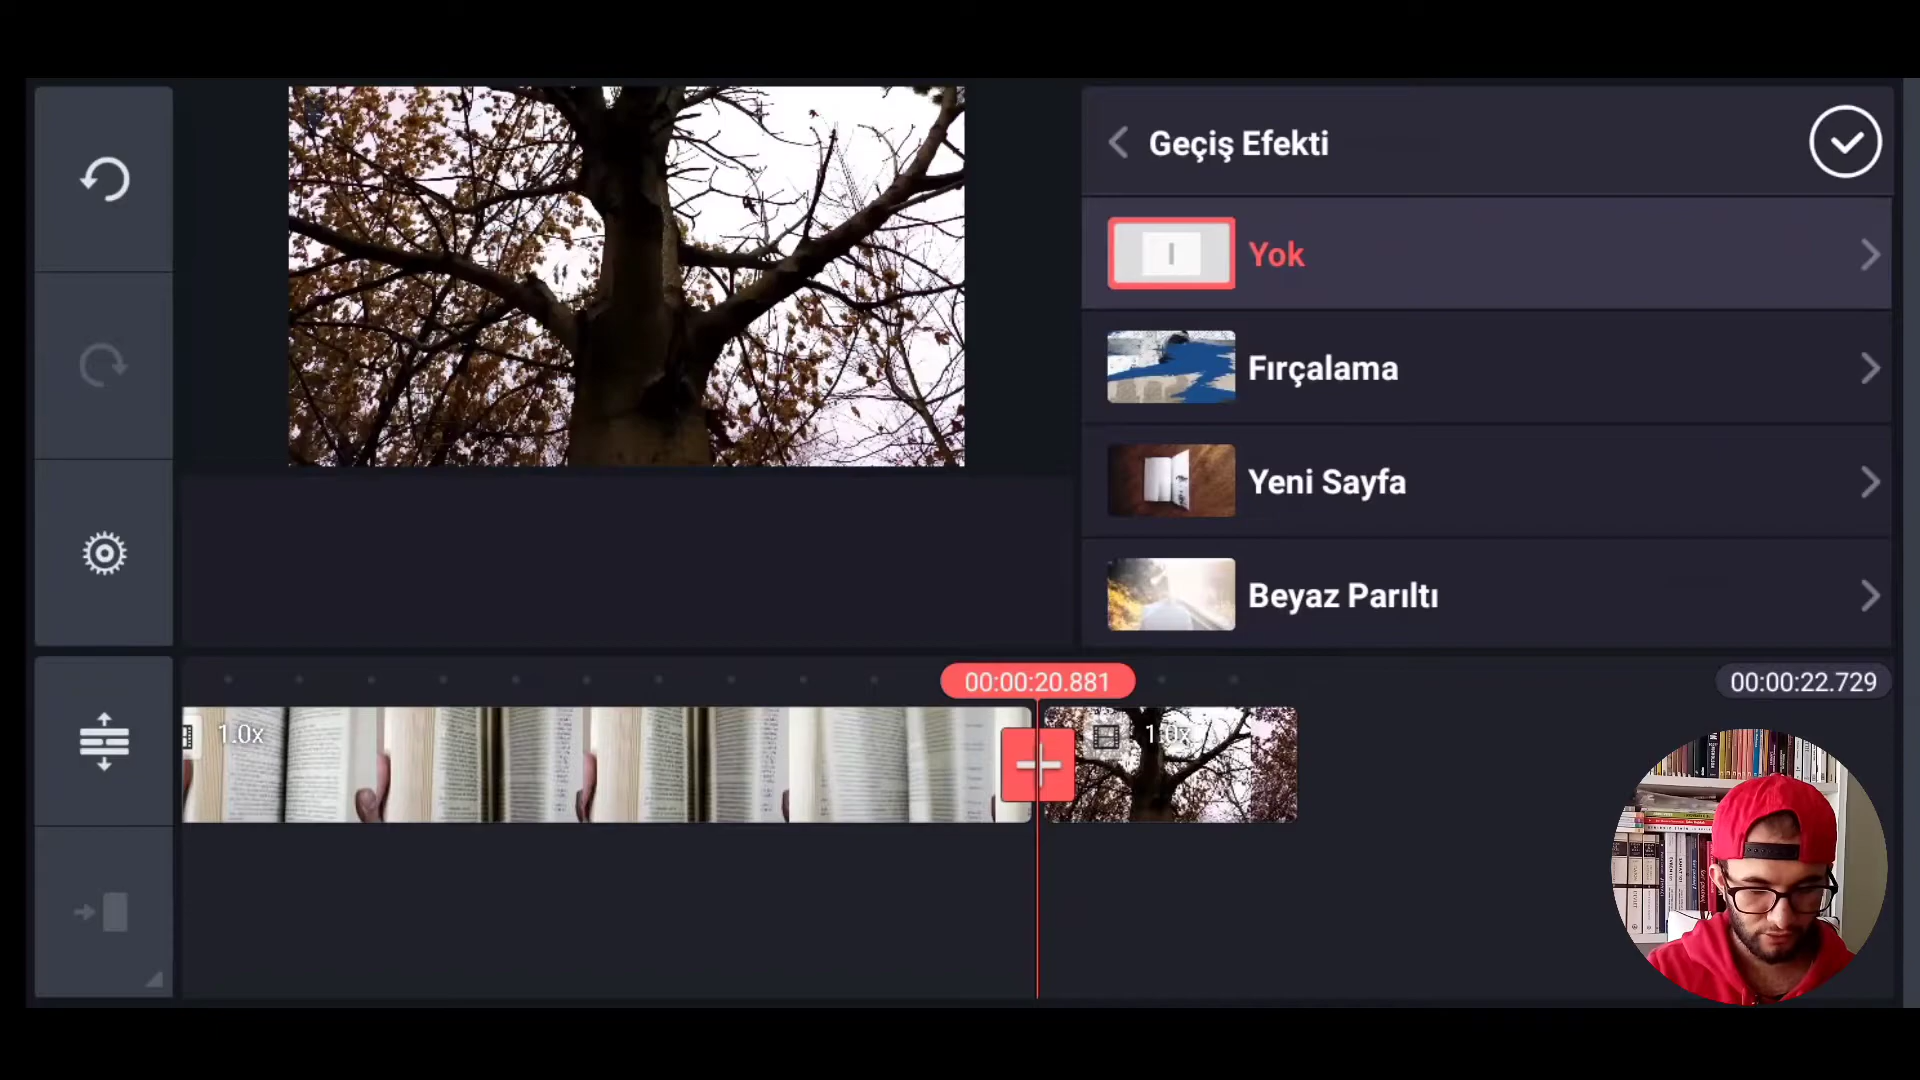 Geçiş Efekti
Yok
Fırçalama
Yeni Sayfa
Beyaz Parıltı
00:00:20.881
00:00:22.729
1.0x
1.0x